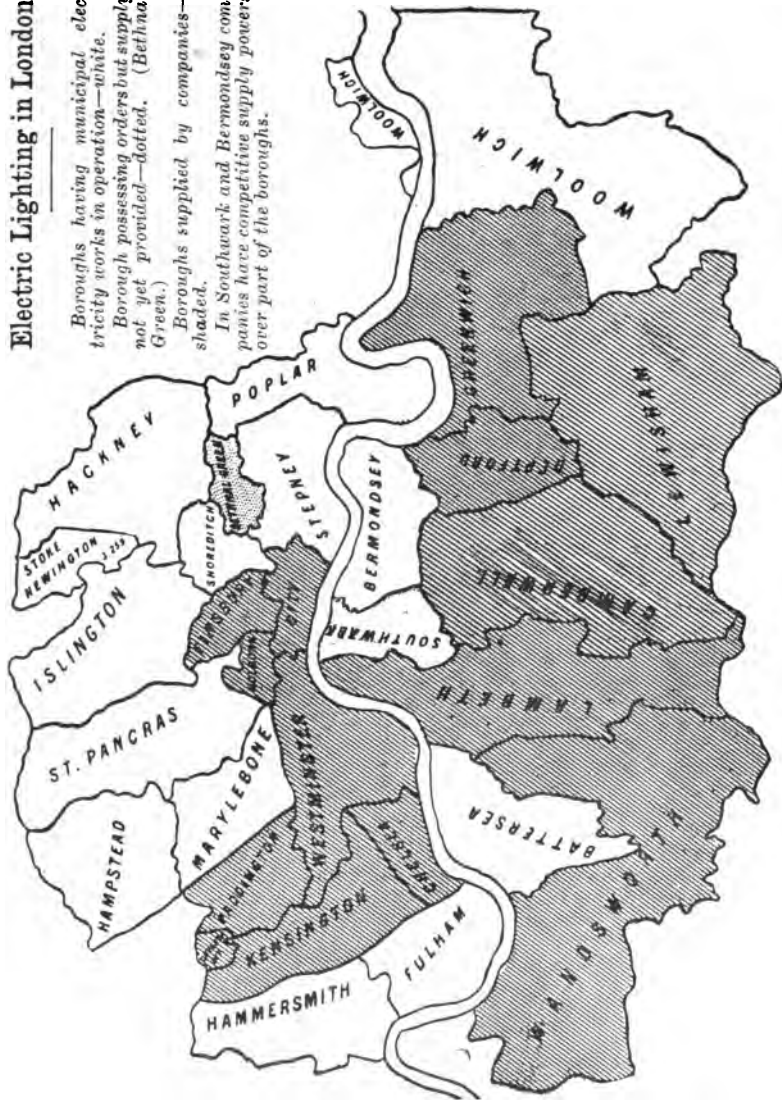 Electric Lighting in London
Boroughs having municipal elec
tricity works in operation—white.
Borough possessing orders but supply
not yet provided—dotted. (Bethna
Green.)
Boroughs supplied by companies—
shaded.
In Southwark and Bermondsey com
panies have competitive supply power
over part of the boroughs.
HACKNEY
STOKE
NEWINGTON
ISLINGTON
ST. PANCRAS
HAMPSTEAD
MARYLEBONE
PADDINGTON
KENSINGTON
HAMMERSMITH
FULHAM
CHELSEA
WESTMINSTER
FINSBURY
CITY
SHOREDITCH
BETHNAL GREEN
POPLAR
STEPNEY
BERMONDSEY
SOUTHWARK
LAMBETH
BATTERSEA
WANDSWORTH
CAMBERWALL
DEPTFORD
GREENWICH
LEWISHAM
WOOLWICH
WOOLWICH